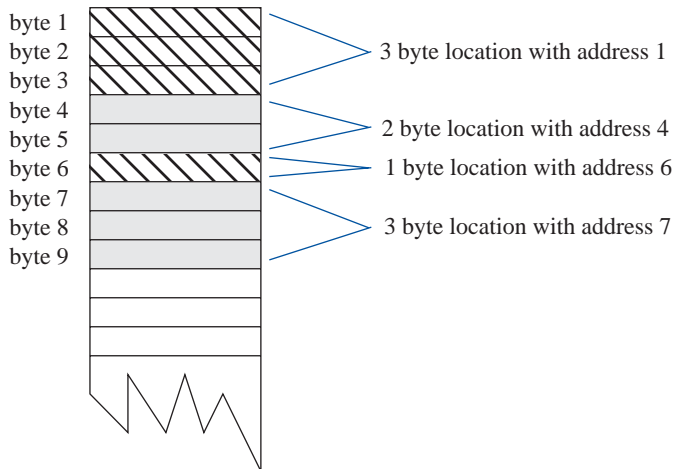 byte 1
byte 2
byte 3
byte 4
byte 5
byte 6
byte 7
byte 8
byte 9
3 byte location with address 1
2 byte location with address 4
1 byte location with address 6
3 byte location with address 7